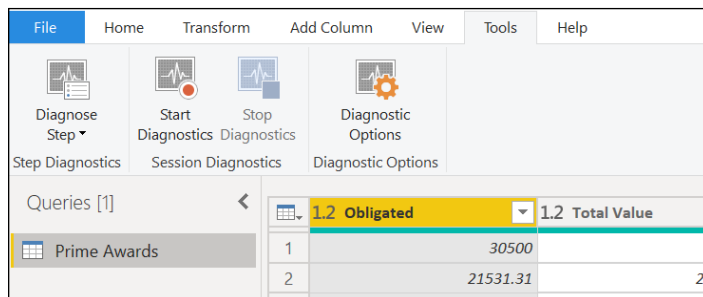 File Home Transform Add Column View Tools Help
Diagnose Step
Start Diagnostics
Stop Diagnostics
Diagnostic Options
Step Diagnostics Session Diagnostics Diagnostic Options
Queries [1]
1.2 Obligated 1.2 Total Value
Prime Awards
1 30500
2 21531.31 2